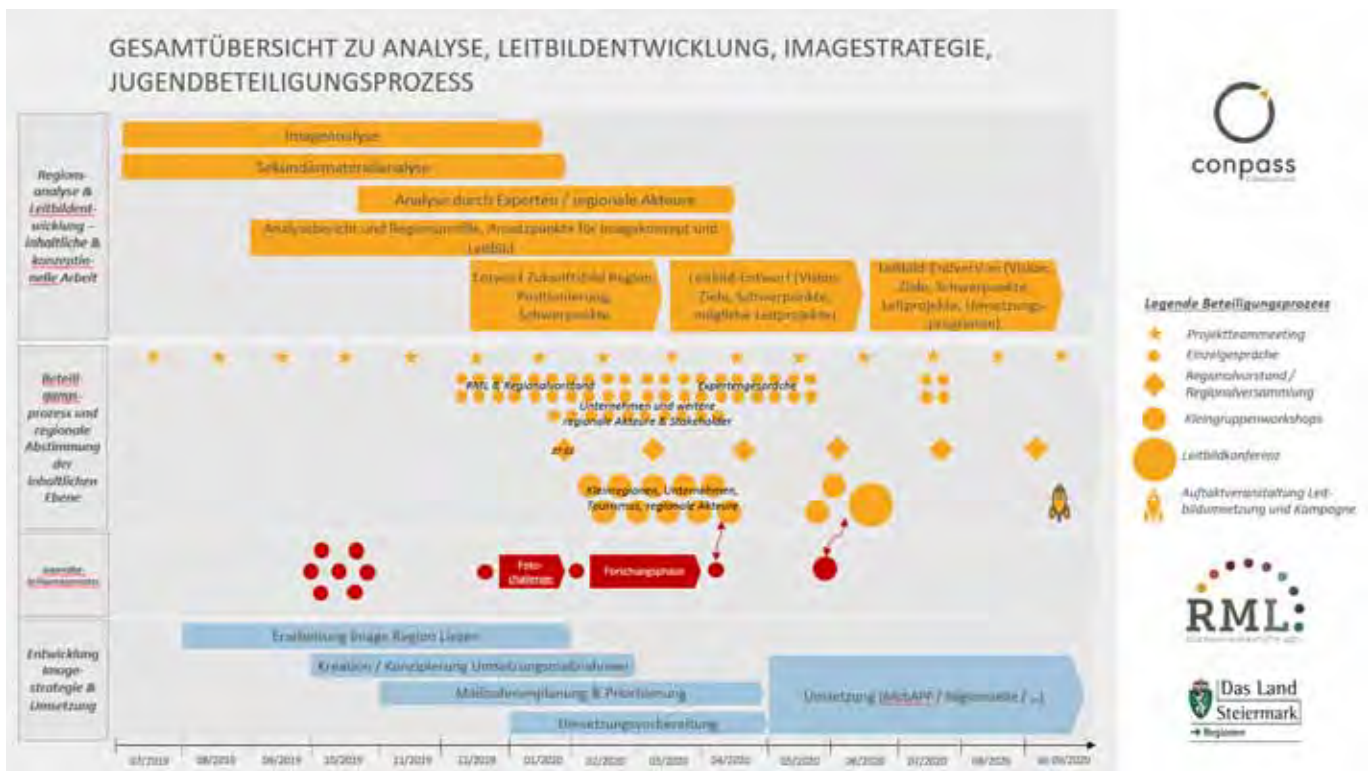 GESAMTÜBERSICHT ZU ANALYSE, LEITBILDENTWICKLUNG, IMAGESTRATEGIE,
JUGENDBETEILIGUNGSPROZESS
Regions-
analyse &
Leitbildent-
wicklung –
inhaltliche &
konzeptio-
nelle Arbeit
Imageanalyse
Sekundärmaterialanalyse
Analyse durch Experten / regionale Akteure
Analysebericht und Regionsprofile, Ansatzpunkte für Imagekonzept und
Leitbild
Entwurf Zukunftsbild Region:
Positionierung,
Schwerpunkte
Leitbild-Entwurf (Vision,
Ziele, Schwerpunkte,
mögliche Leitprojekte)
Leitbild-Endversion (Vision,
Ziele, Schwerpunkte,
Leitprojekte, Umsetzungs-
programm)
Beteili
gungs-
prozess und
regionale
Abstimmung
der
inhaltlichen
Ebene
RML & Regionalvorstand
Expertengespräche
Unternehmen und weitere
regionale Akteure & Stakeholder
Kleinregionen, Unternehmen,
Tourismus, regionale Akteure
Foto-
challenge
Forschungsphase
Entwicklung
Image-
strategie &
Umsetzung
Erarbeitung Image Region Liezen
Kreation / Konzipierung Umsetzungsmaßnahmen
Maßnahmenplanung & Priorisierung
Umsetzungsvorbereitung
Umsetzung (WebAPP / Regionsseite / …)
07/2019
08/2019
09/2019
10/2019
11/2019
12/2019
01/2020
02/2020
03/2020
04/2020
05/2020
06/2020
07/2020
08/2020
09/2020
conpass
Legende Beteiligungsprozess
Projektteammeeting
Einzelgespräche
Regionalvorstand /
Regionalversammlung
Kleingruppenworkshops
Leitbildkonferenz
Auftaktveranstaltung Leit-
bildumsetzung und Kampagne
RML:
Das Land
Steiermark
→ Regionen